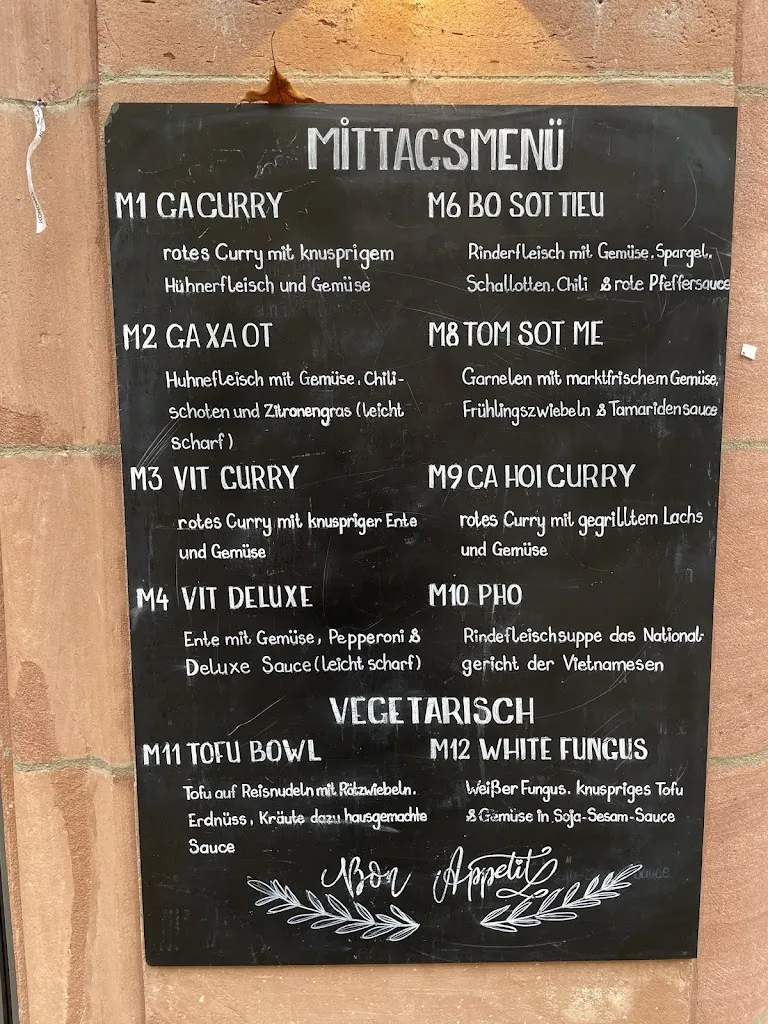 MITTAGSMENÜ
M1 GA CURRY
rotes Curry mit knusprigem
Hühnerfleisch und Gemüse
M2 GA XA OT
Huhnefleisch mit Gemüse, Chili-
schoten und Zitronengras (leicht
scharf)
M3 VIT CURRY
rotes Curry mit knuspriger Ente
und Gemüse
M4 VIT DELUXE
Ente mit Gemüse, Pepperoni &
Deluxe Sauce (leicht scharf)
M6 BO SOT TIEU
Rinderfleisch mit Gemüse, Spargel,
Schallotten, Chili & rote Pfeffersauce
M8 TOM SOT ME
Garnelen mit marktfrischem Gemüse,
Frühlingszwiebeln & Tamaridensauce
M9 CA HOI CURRY
rotes Curry mit gegrilltem Lachs
und Gemüse
M10 PHO
Rindefleischsuppe das National-
gericht der Vietnamesen
VEGETARISCH
M11 TOFU BOWL
Tofu auf Reisnudeln mit Rötzwiebeln,
Erdnüss, Kräute dazu hausgemachte
Sauce
M12 WHITE FUNGUS
Weißer Fungus, knuspriges Tofu
& Gemüse in Soja-Sesam-Sauce
Bon Appetit